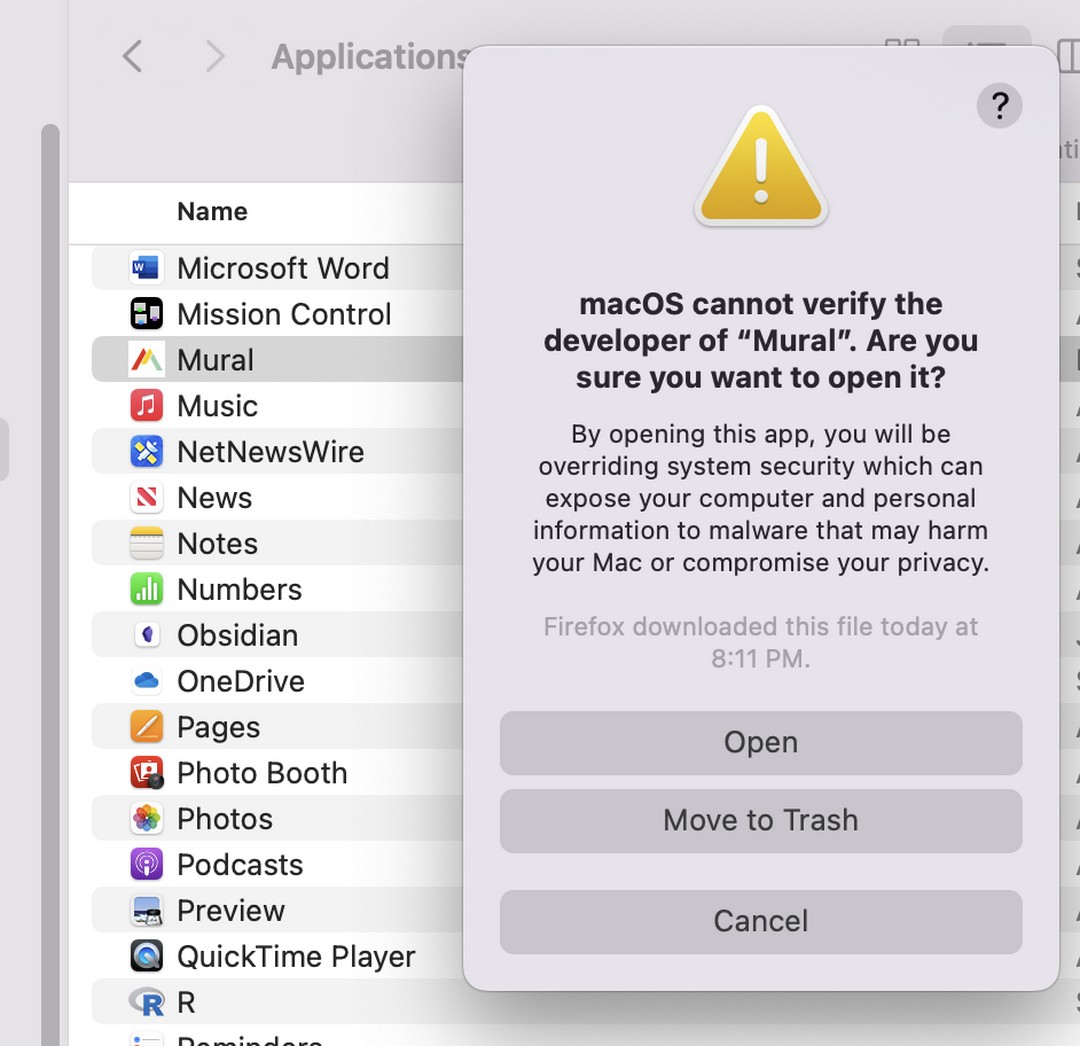 Applications
?
Name
Microsoft Word
Mission Control
Mural
Music
NetNewsWire
News
Notes
Numbers
Obsidian
OneDrive
Pages
Photo Booth
Photos
Podcasts
Preview
QuickTime Player
R
Reminders
macOS cannot verify the
developer of “Mural”. Are you
sure you want to open it?
By opening this app, you will be
overriding system security which can
expose your computer and personal
information to malware that may harm
your Mac or compromise your privacy.
Firefox downloaded this file today at
8:11 PM.
Open
Move to Trash
Cancel